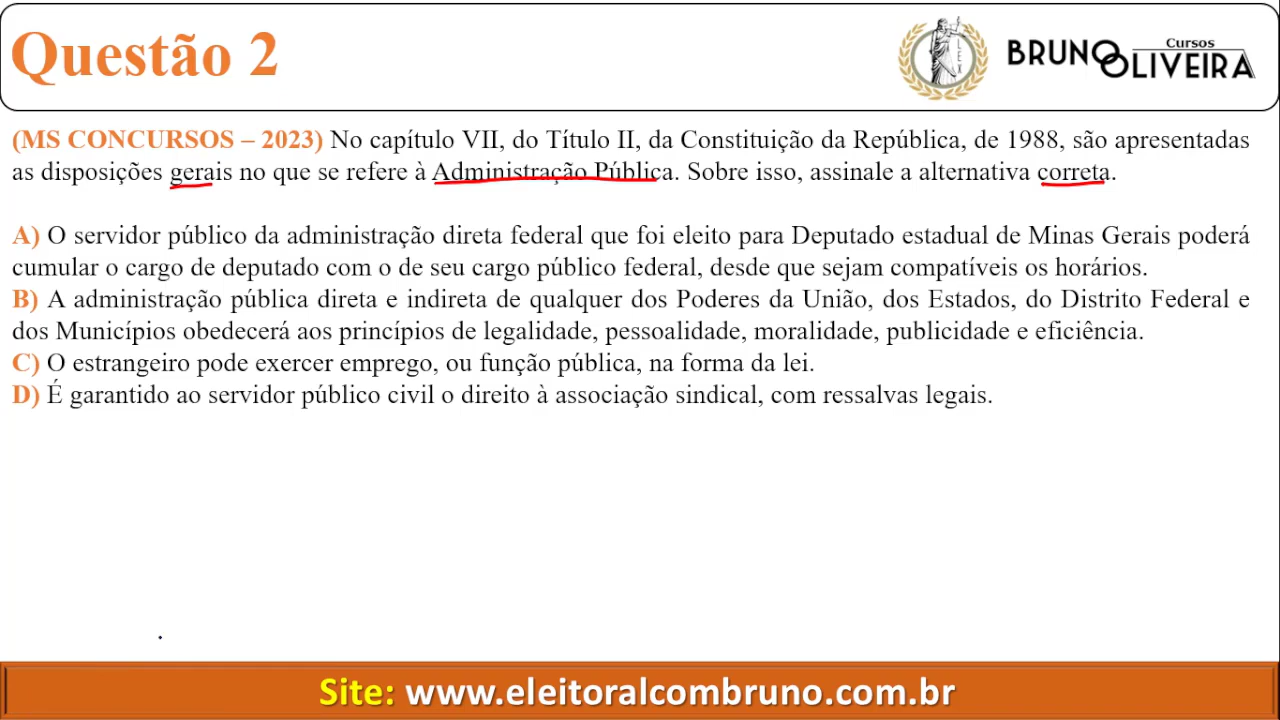 Questão 2
Cursos
BRUNO OLIVEIRA
LEX
(MS CONCURSOS – 2023) No capítulo VII, do Título II, da Constituição da República, de 1988, são apresentadas
as disposições gerais no que se refere à Administração Pública. Sobre isso, assinale a alternativa correta.
A) O servidor público da administração direta federal que foi eleito para Deputado estadual de Minas Gerais poderá
cumular o cargo de deputado com o de seu cargo público federal, desde que sejam compatíveis os horários.
B) A administração pública direta e indireta de qualquer dos Poderes da União, dos Estados, do Distrito Federal e
dos Municípios obedecerá aos princípios de legalidade, pessoalidade, moralidade, publicidade e eficiência.
C) O estrangeiro pode exercer emprego, ou função pública, na forma da lei.
D) É garantido ao servidor público civil o direito à associação sindical, com ressalvas legais.
Site: www.eleitoralcombruno.com.br